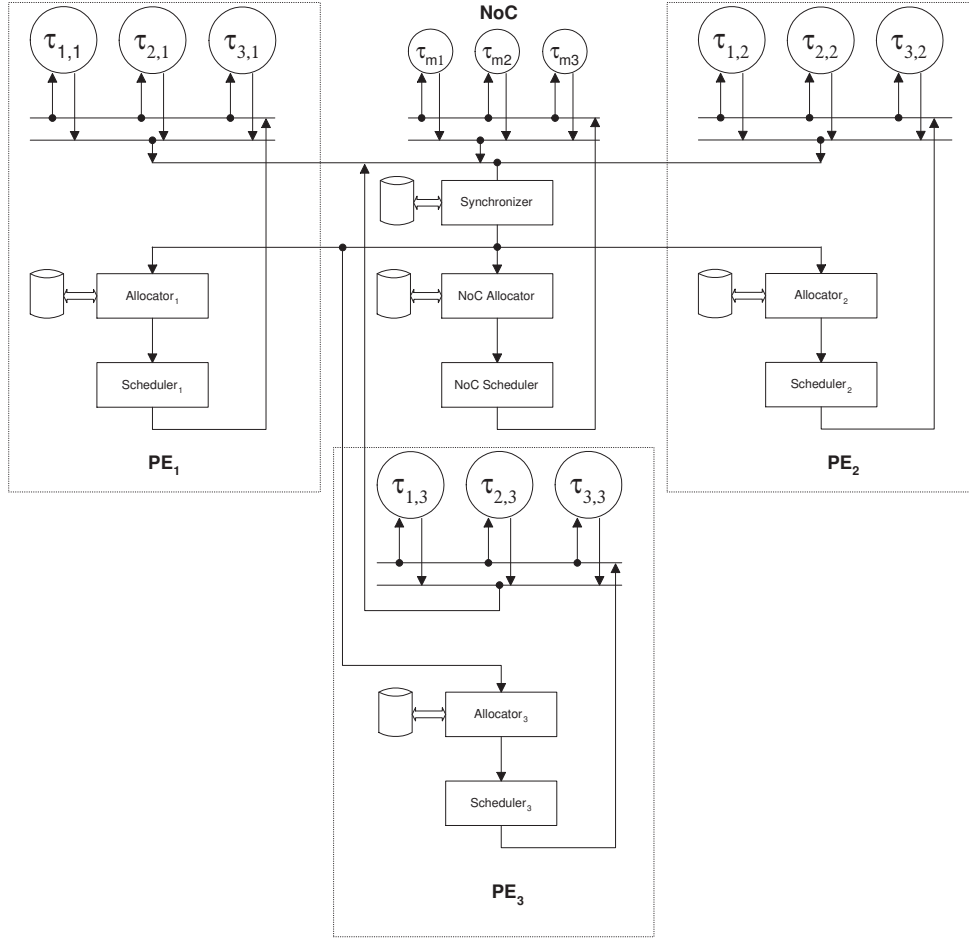 NoC
τ1,1 τ2,1 τ3,1 τm1 τm2 τm3 τ1,2 τ2,2 τ3,2
Synchronizer
Allocator1 NoC Allocator Allocator2
Scheduler1 NoC Scheduler Scheduler2
PE1 PE2
τ1,3 τ2,3 τ3,3
Allocator3
Scheduler3
PE3